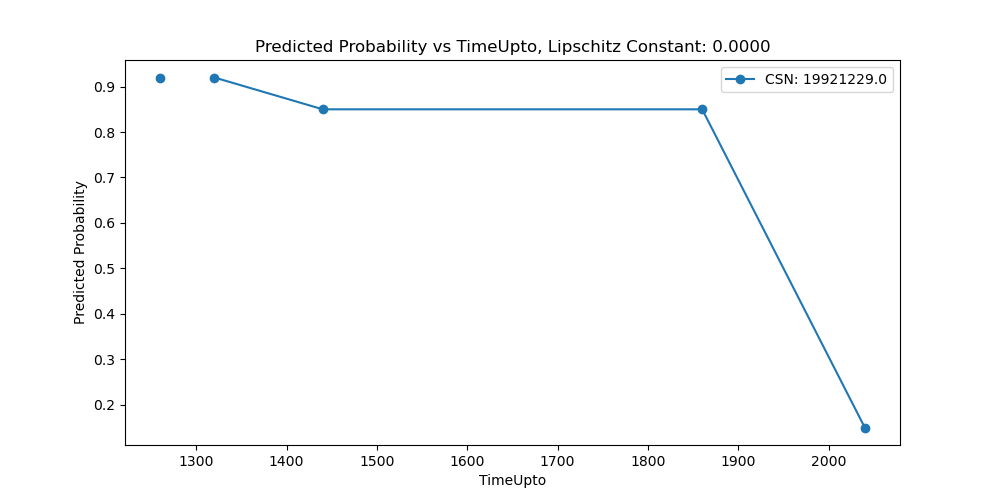 Predicted Probability vs TimeUpto, Lipschitz Constant: 0.0000
CSN: 19921229.0
Predicted Probability
0.9
0.8
0.7
0.6
0.5
0.4
0.3
0.2
1300 1400 1500 1600 1700 1800 1900 2000
TimeUpto